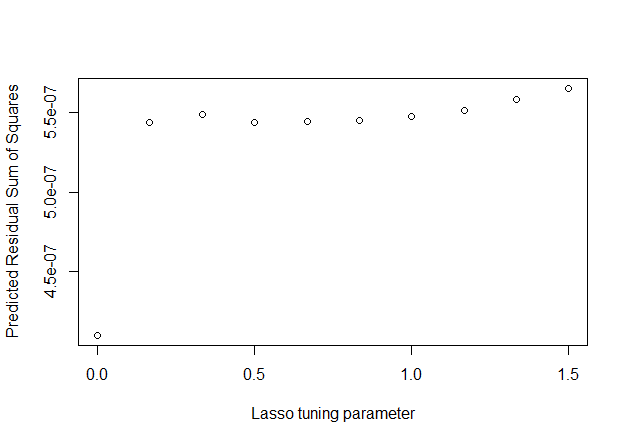 Predicted Residual Sum of Squares
5.5e-07
5.0e-07
4.5e-07
0.0 0.5 1.0 1.5
Lasso tuning parameter